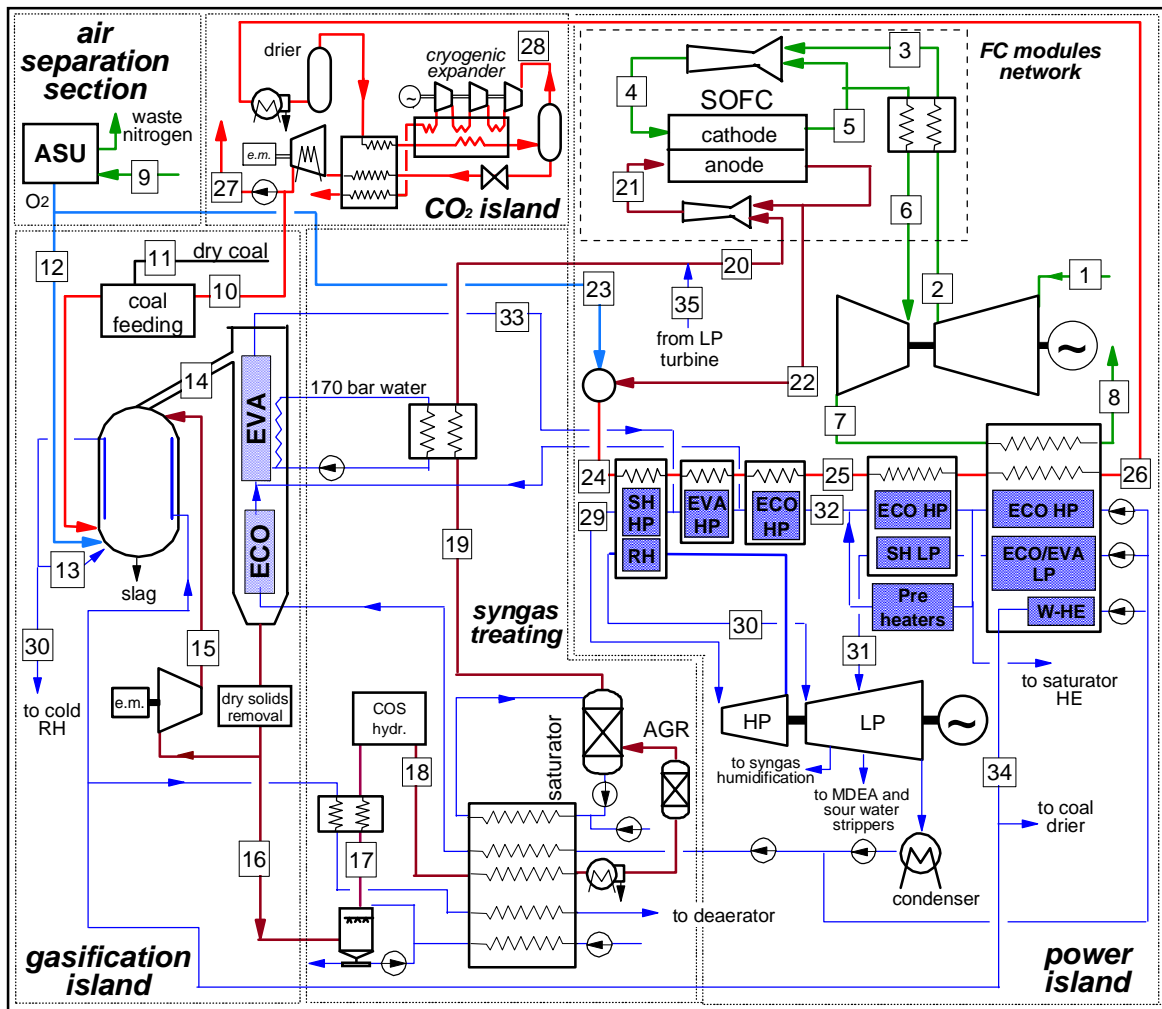 air
separation
section
waste
nitrogen
ASU
9
O2
drier
cryogenic
expander
28
~
e.m.
27
CO2 island
3
FC modules
network
4
SOFC
cathode
anode
5
21
6
12
11
dry coal
coal
feeding
10
33
20
23
35
from LP
turbine
22
2
1
~
14
170 bar water
EVA
ECO
7
8
24
25
26
29
SH
HP
RH
EVA
HP
ECO
HP
32
ECO HP
SH LP
ECO HP
ECO/EVA
LP
W-HE
Pre
heaters
13
slag
19
syngas
treating
30
15
e.m.
to cold
RH
dry solids
removal
COS
hydr.
18
saturator
AGR
30
31
to saturator
HE
HP
LP
~
to syngas
humidification
to MDEA and
sour water
strippers
34
to coal
drier
condenser
16
17
to deaerator
gasification
island
power
island